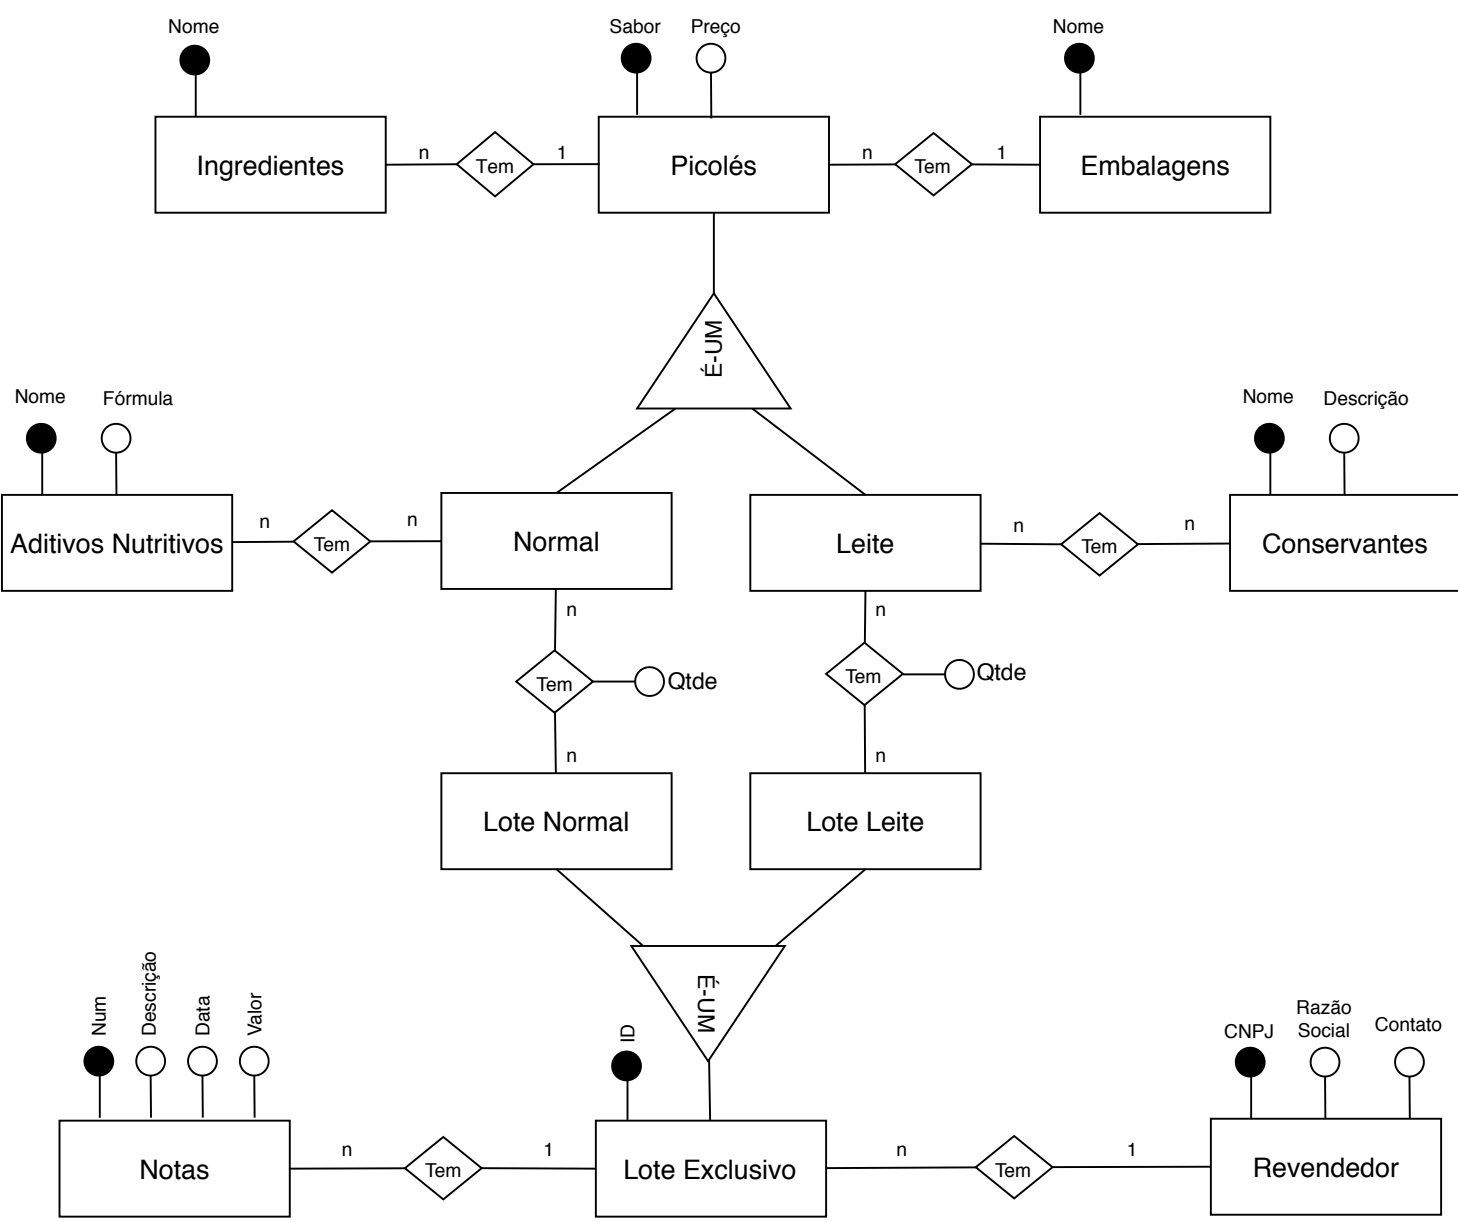 Nome
Sabor
Preço
Nome
Ingredientes
n
Tem
1
Picolés
n
Tem
1
Embalagens
É-UM
Nome
Fórmula
Nome
Descrição
Aditivos Nutritivos
n
Tem
n
Normal
Leite
n
Tem
n
Conservantes
n
n
Tem
Qtde
Tem
Qtde
n
n
Lote Normal
Lote Leite
É-UM
Num
Descrição
Data
Valor
ID
CNPJ
Razão
Social
Contato
Notas
n
Tem
1
Lote Exclusivo
n
Tem
1
Revendedor